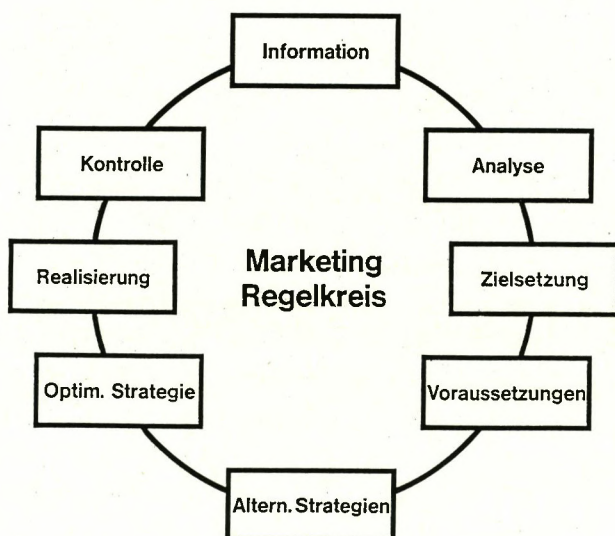 Information
Kontrolle
Analyse
Marketing
Regelkreis
Realisierung
Zielsetzung
Optim. Strategie
Voraussetzungen
Altern. Strategien